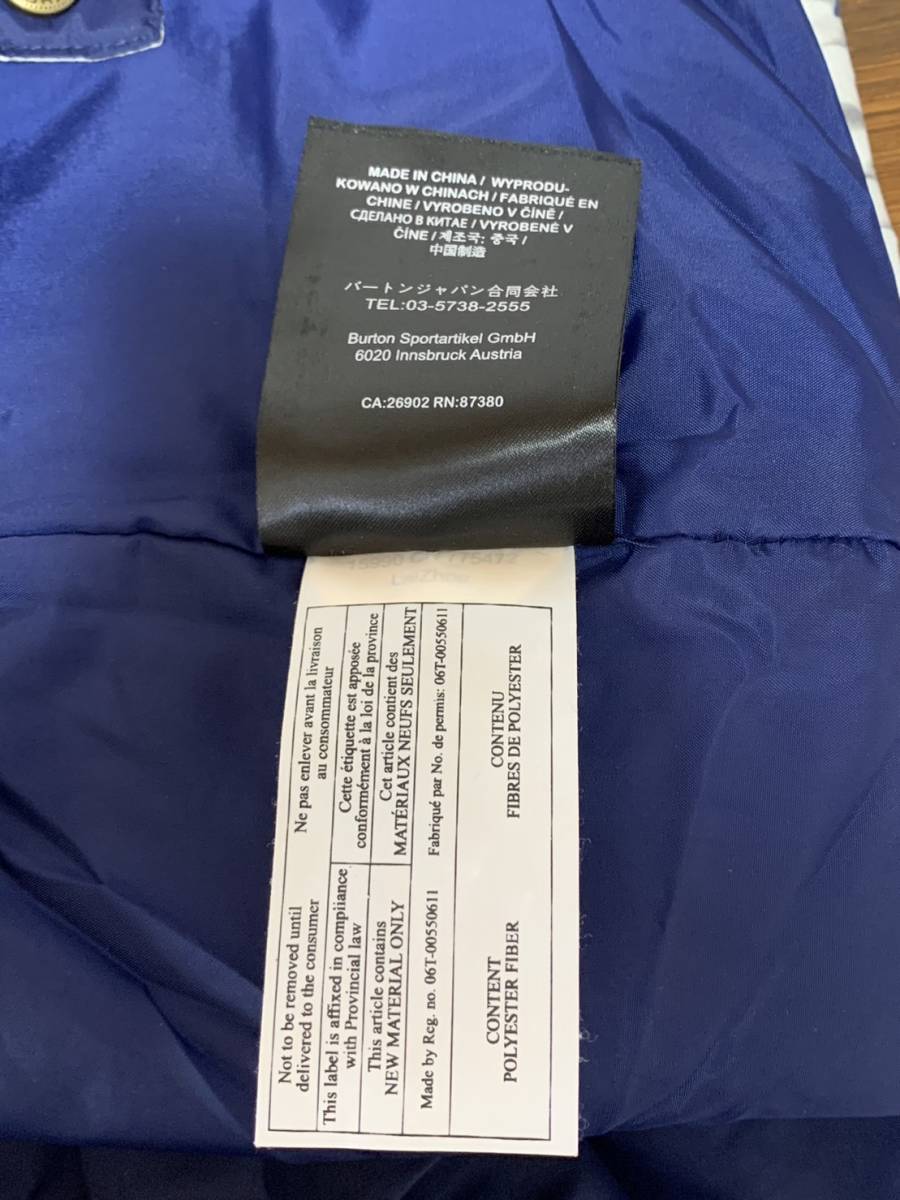 MADE IN CHINA / WYPRODU-
KOWANO W CHINACH / FABRIQUÉ EN
CHINE / VYROBENO V ČÍNĚ /
СДЕЛАНО В КИТАЕ / VYROBENÉ V
ČÍNE / 제조국: 중국 /
中国制造
バートンジャパン合同会社
TEL:03-5738-2555
Burton Sportartikel GmbH
6020 Innsbruck Austria
CA:26902 RN:87380
Not to be removed until
delivered to the consumer
Ne pas enlever avant la livraison
au consommateur
This label is affixed in compiiance
with Provincial law
Cette étiquette est apposée
conformément à la loi de la province
This article contains
NEW MATERIAL ONLY
Cet article contient des
MATÉRIAUX NEUFS SEULEMENT
Made by Reg. no. 06T-00550611
Fabriqué par No. de permis: 06T-00550611
CONTENT
POLYESTER FIBER
CONTENU
FIBRES DE POLYESTER